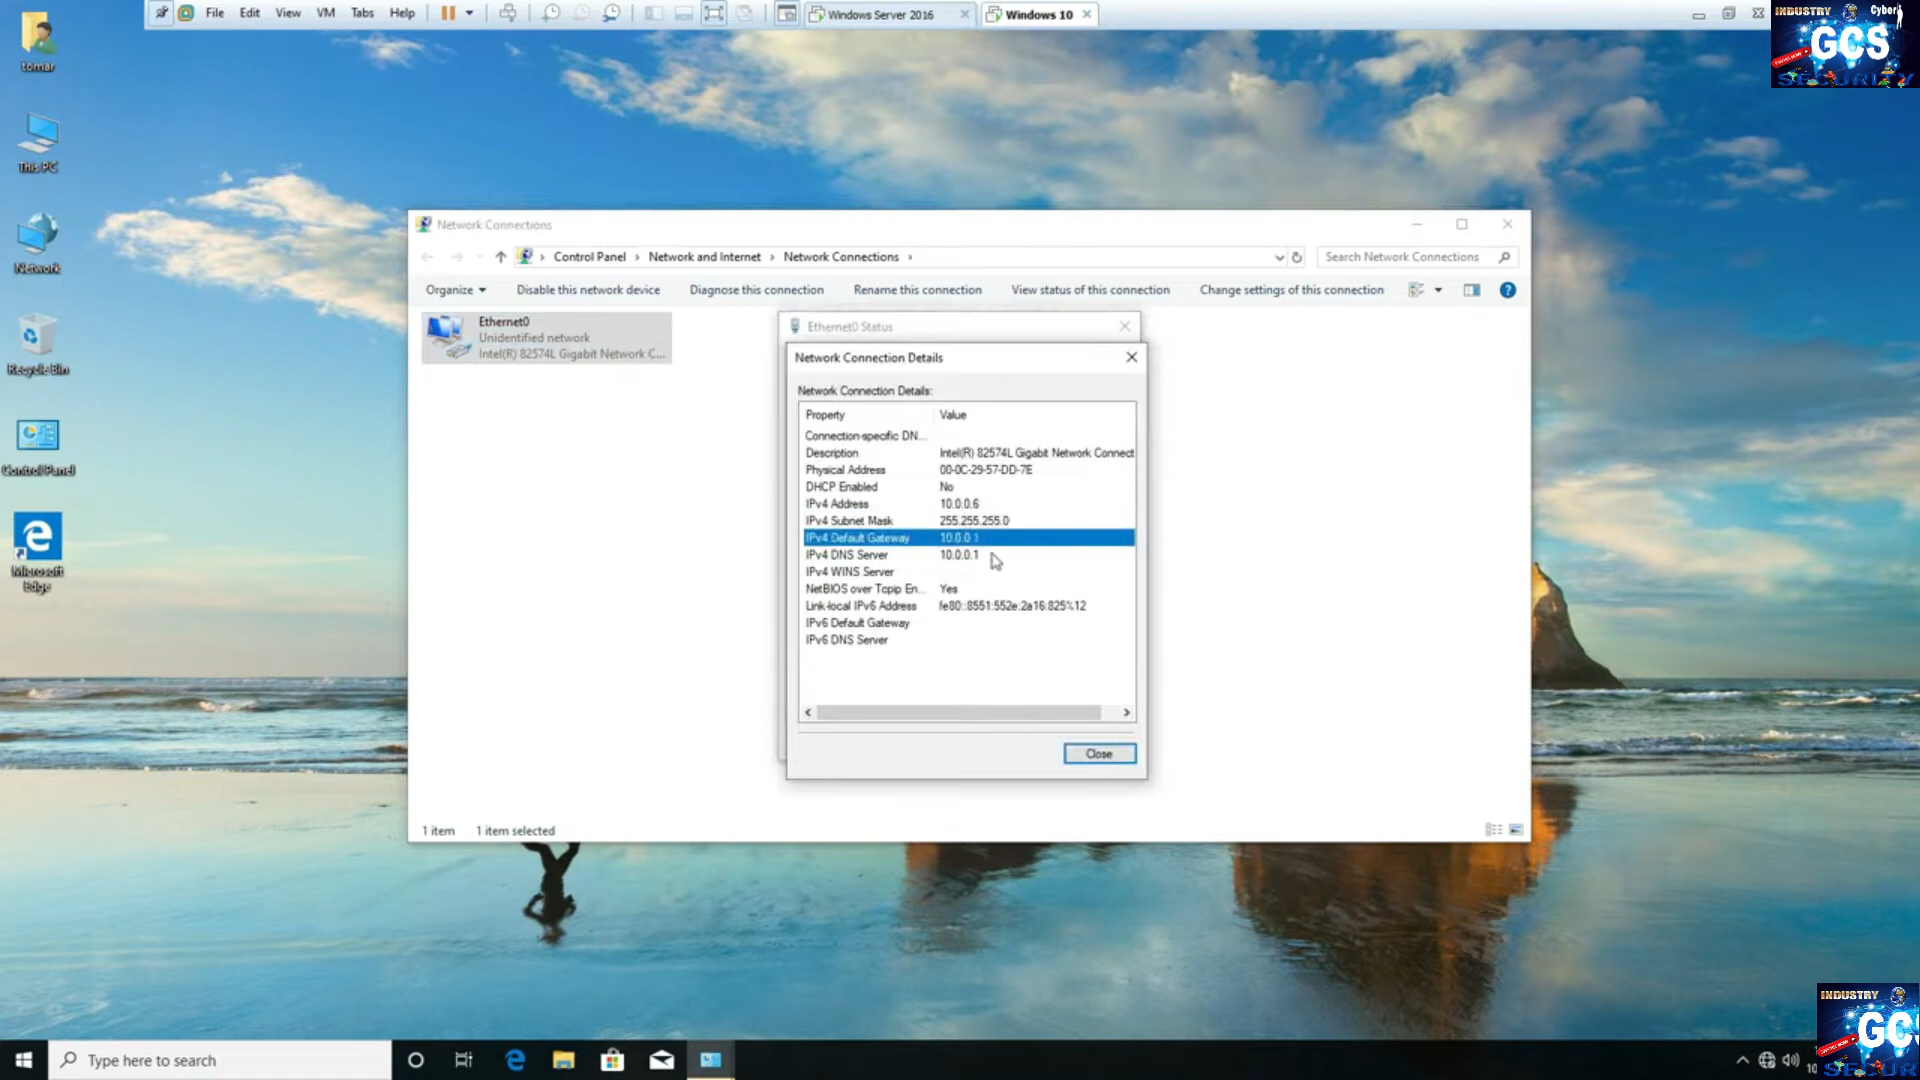 File Edit View VM Tabs Help
Windows Server 2016
Windows 10
INDUSTRY Cyber
GCS
SECURITY
tomar
This PC
Network
Recycle Bin
Control Panel
Microsoft
Edge
Network Connections
Control Panel Network and Internet Network Connections
Search Network Connections
Organize Disable this network device Diagnose this connection Rename this connection View status of this connection Change settings of this connection
Ethernet0
Unidentified network
Intel(R) 82574L Gigabit Network C...
Ethernet0 Status
Network Connection Details
Network Connection Details:
Property Value
Connection-specific DN...
Description Intel(R) 82574L Gigabit Network Connect
Physical Address 00-0C-29-57-DD-7E
DHCP Enabled No
IPv4 Address 10.0.0.6
IPv4 Subnet Mask 255.255.255.0
IPv4 Default Gateway
IPv4 DNS Server 10.0.0.1
IPv4 WINS Server
NetBIOS over Tcpip En... Yes
Link-local IPv6 Address fe80::8551:552e:2a16:825%12
IPv6 Default Gateway
IPv6 DNS Server
Close
1 item 1 item selected
INDUSTRY
GCS
SECUR
Type here to search